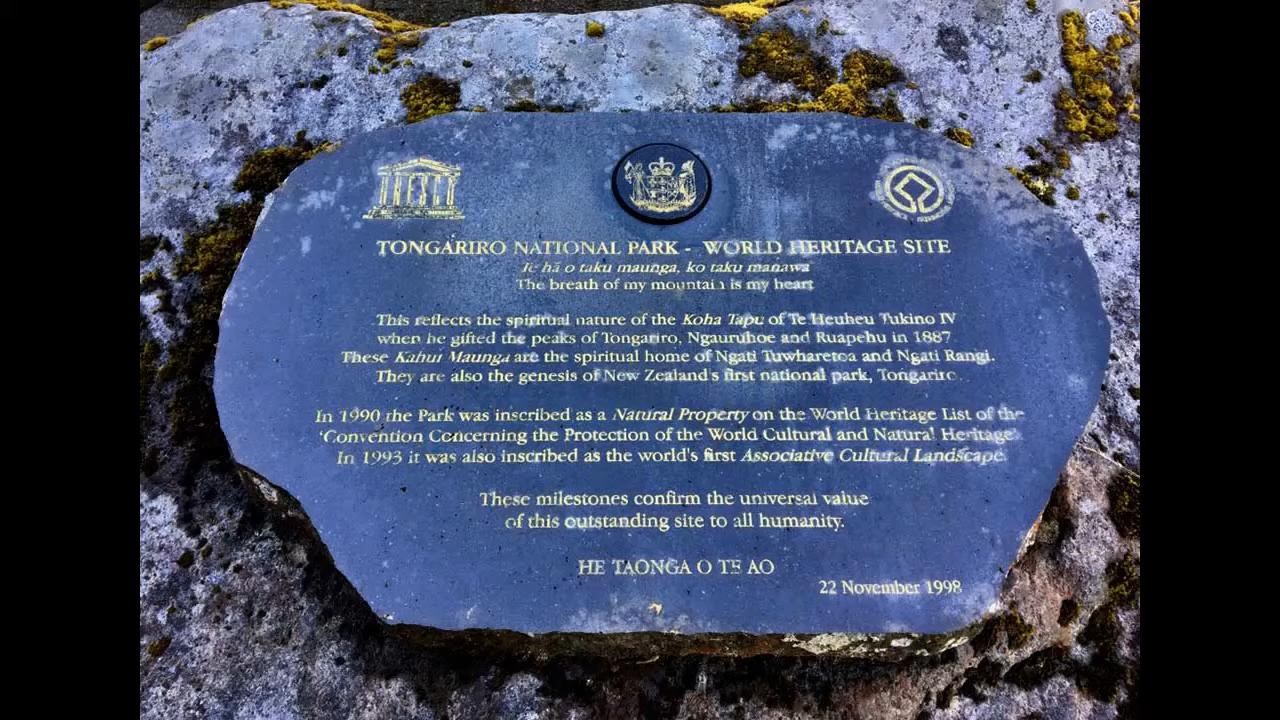 TONGARIRO NATIONAL PARK - WORLD HERITAGE SITE
Te hā o taku maunga, ko taku manawa
The breath of my mountain is my heart
This reflects the spiritual nature of the Koha Tapu of Te Heuheu Tukino IV
when he gifted the peaks of Tongariro, Ngauruhoe and Ruapehu in 1887
These Kahui Maunga are the spiritual home of Ngati Tuwharetoa and Ngati Rangi.
They are also the genesis of New Zealand's first national park, Tongariro.
In 1990 the Park was inscribed as a Natural Property on the World Heritage List of the
'Convention Concerning the Protection of the World Cultural and Natural Heritage'
In 1993 it was also inscribed as the world's first Associative Cultural Landscape.
These milestones confirm the universal value
of this outstanding site to all humanity.
HE TAONGA O TE AO
22 November 1998